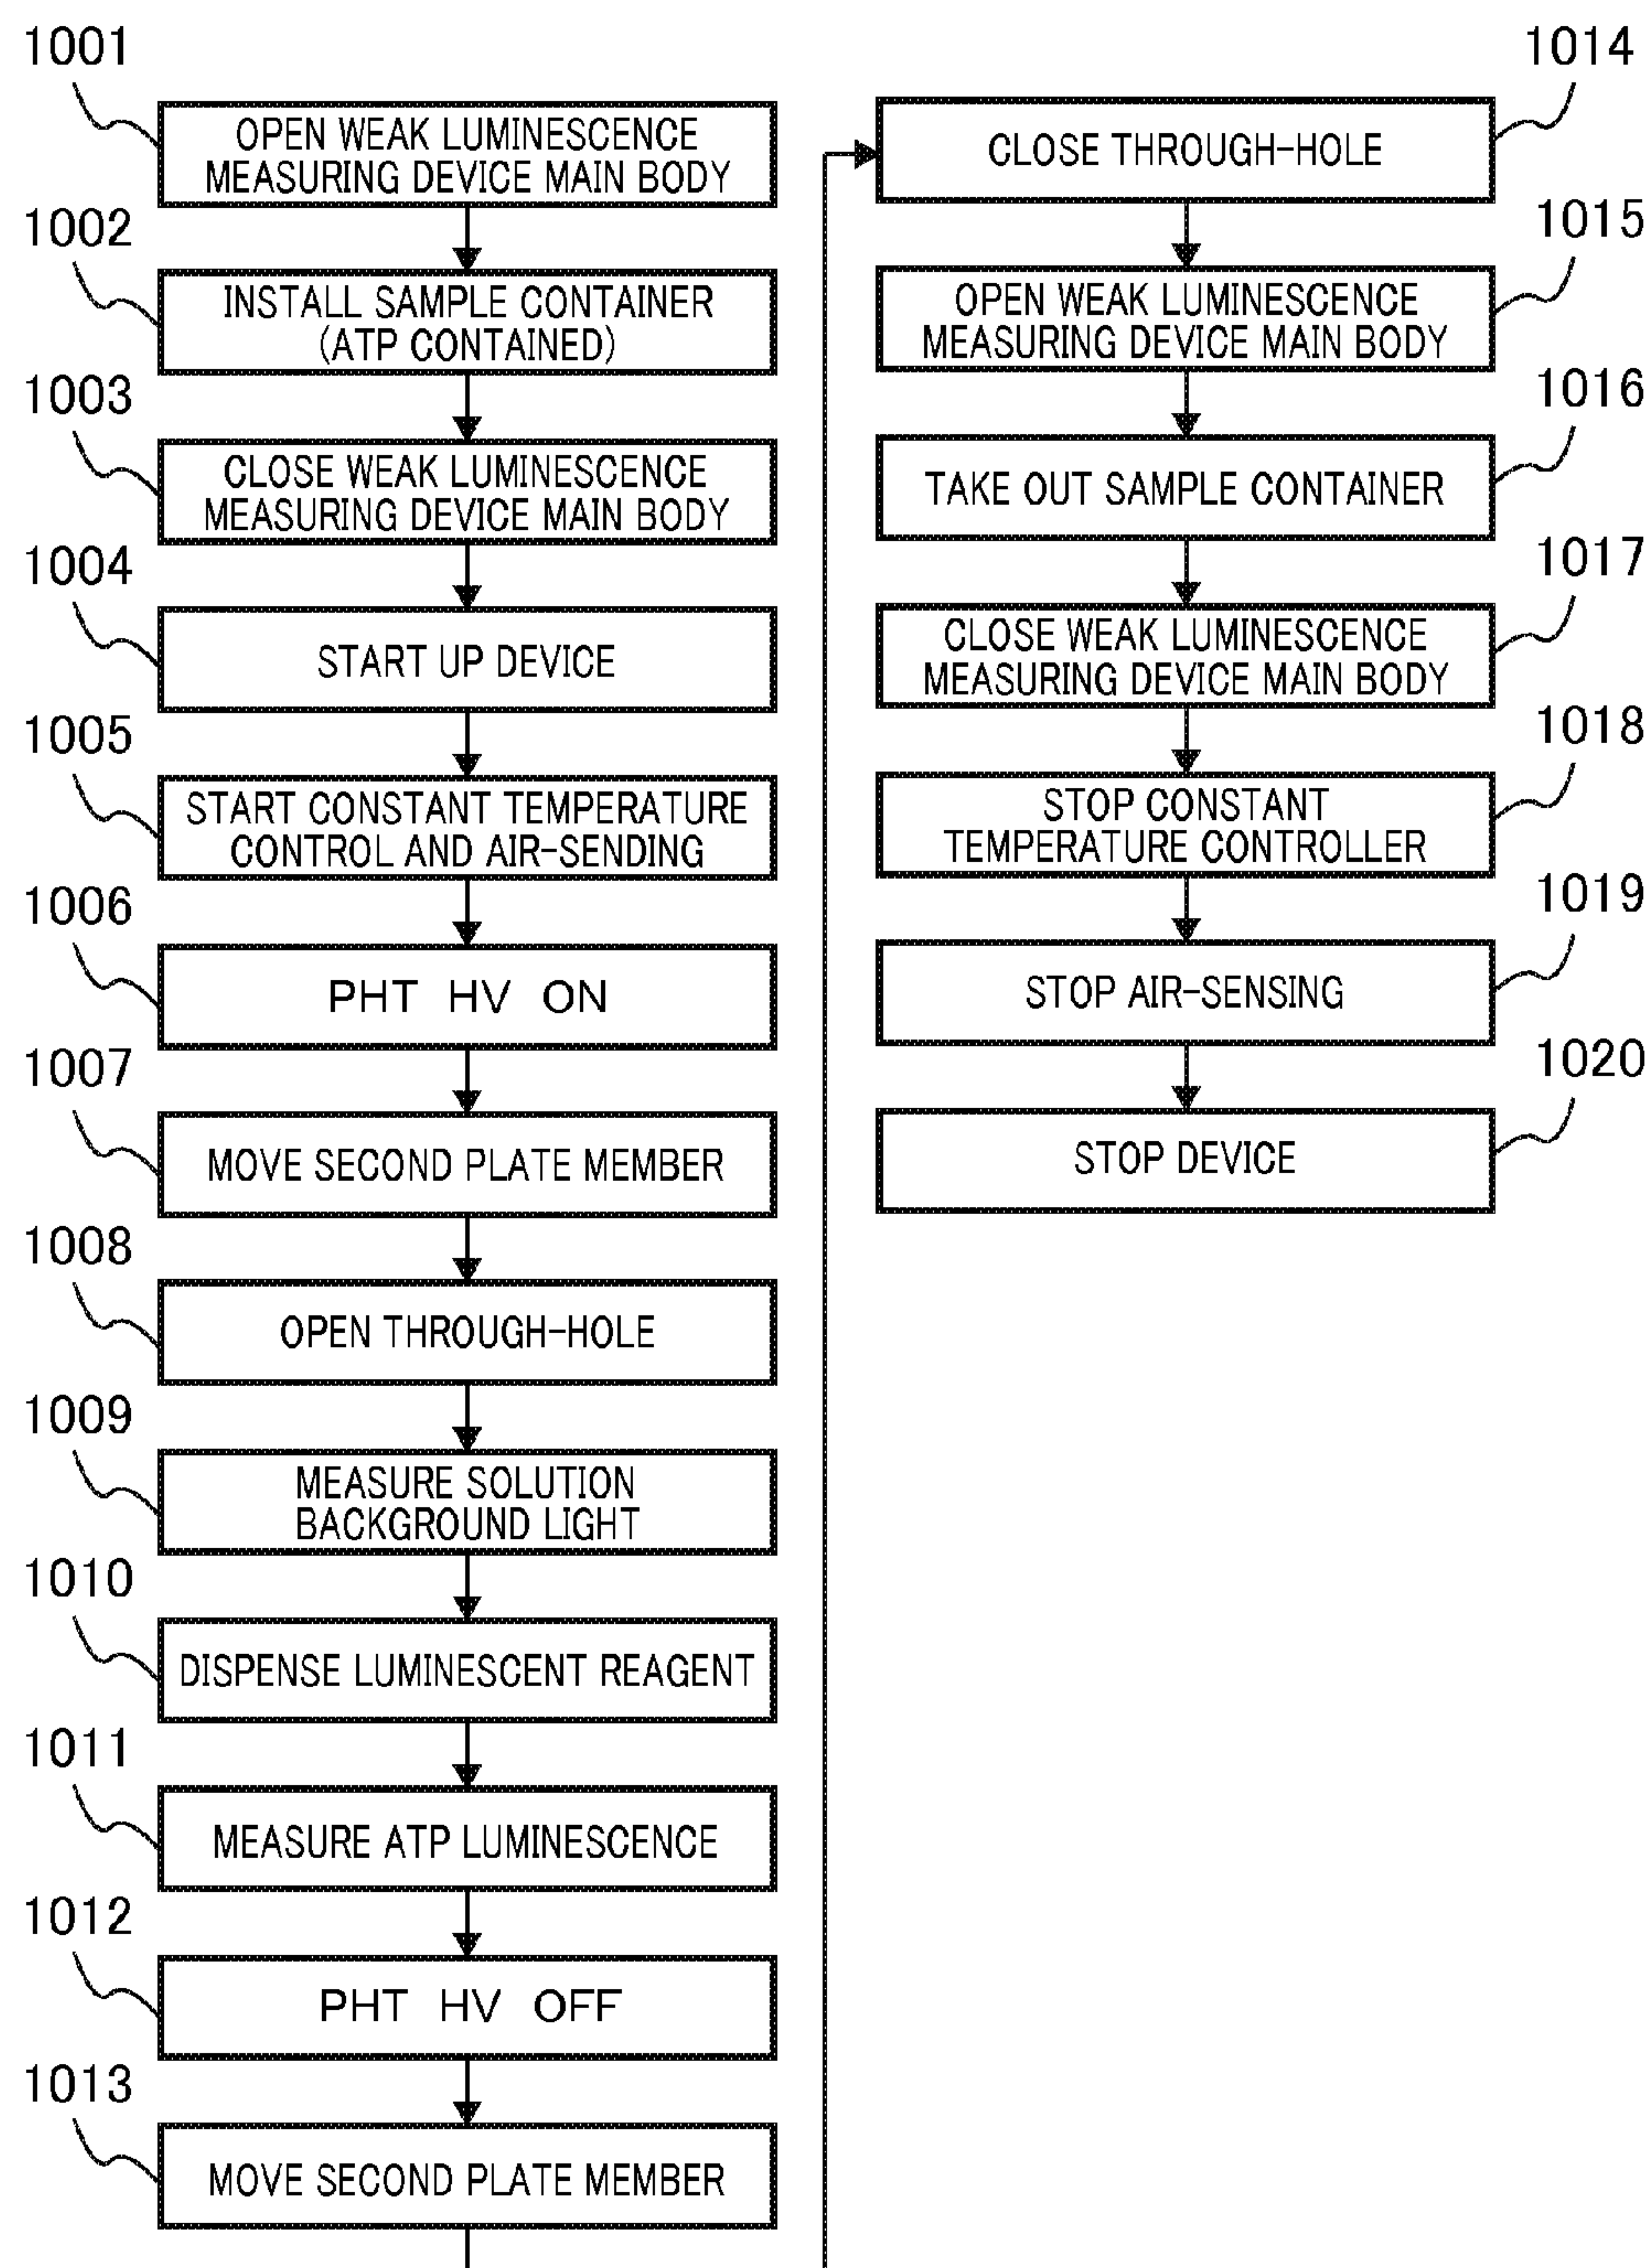 1001
OPEN WEAK LUMINESCENCE
MEASURING DEVICE MAIN BODY
1002
INSTALL SAMPLE CONTAINER
(ATP CONTAINED)
1003
CLOSE WEAK LUMINESCENCE
MEASURING DEVICE MAIN BODY
1004
START UP DEVICE
1005
START CONSTANT TEMPERATURE
CONTROL AND AIR-SENDING
1006
PHT HV ON
1007
MOVE SECOND PLATE MEMBER
1008
OPEN THROUGH-HOLE
1009
MEASURE SOLUTION
BACKGROUND LIGHT
1010
DISPENSE LUMINESCENT REAGENT
1011
MEASURE ATP LUMINESCENCE
1012
PHT HV OFF
1013
MOVE SECOND PLATE MEMBER
1014
CLOSE THROUGH-HOLE
1015
OPEN WEAK LUMINESCENCE
MEASURING DEVICE MAIN BODY
1016
TAKE OUT SAMPLE CONTAINER
1017
CLOSE WEAK LUMINESCENCE
MEASURING DEVICE MAIN BODY
1018
STOP CONSTANT
TEMPERATURE CONTROLLER
1019
STOP AIR-SENSING
1020
STOP DEVICE